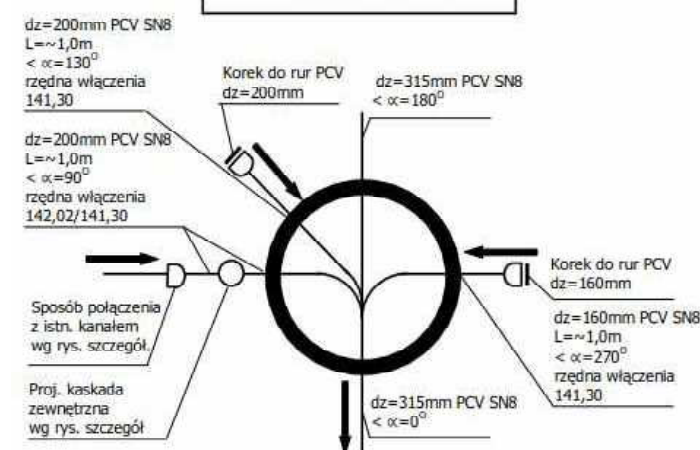 dz=200mm PCV SN8
L=~1,0m
< α=130°
rzędna włączenia
141,30
Korek do rur PCV
dz=200mm
dz=315mm PCV SN8
< α=180°
dz=200mm PCV SN8
L=~1,0m
< α=90°
rzędna włączenia
142,02/141,30
Korek do rur PCV
dz=160mm
Sposób połączenia
z istn. kanałem
wg rys. szczegół.
dz=160mm PCV SN8
L=~1,0m
< α=270°
rzędna włączenia
141,30
Proj. kaskada
zewnętrzna
wg rys. szczegół
dz=315mm PCV SN8
< α=0°